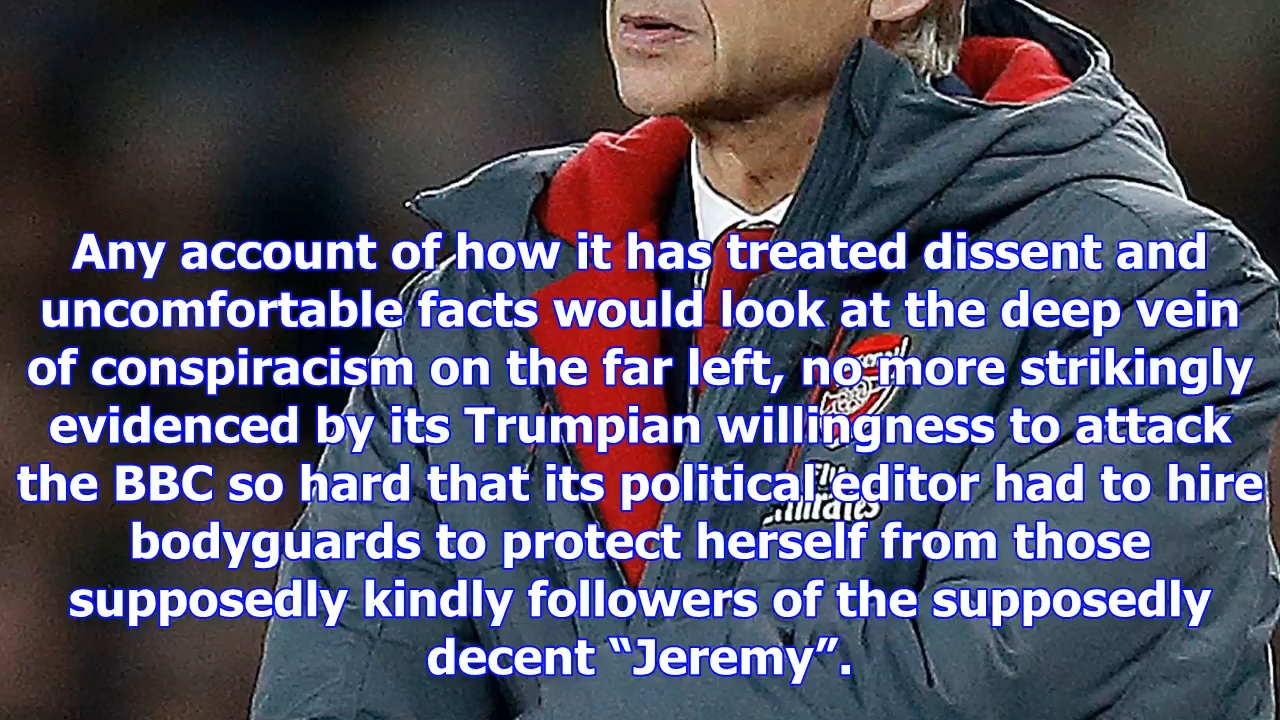 Any account of how it has treated dissent and
uncomfortable facts would look at the deep vein
of conspiracism on the far left, no more strikingly
evidenced by its Trumpian willingness to attack
the BBC so hard that its political editor had to hire
bodyguards to protect herself from those
supposedly kindly followers of the supposedly
decent “Jeremy”.